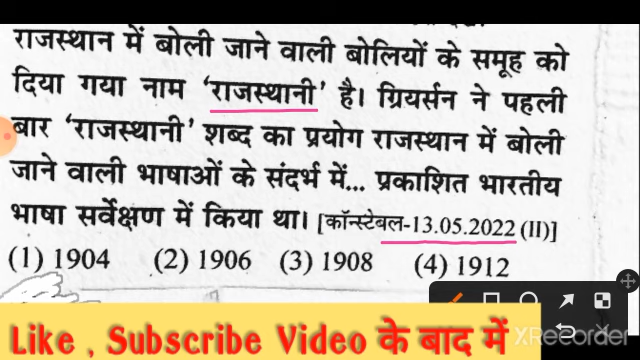 राजस्थान में बोली जाने वाली बोलियों के समूह को
दिया गया नाम ‘राजस्थानी’ है। ग्रियर्सन ने पहली
बार ‘राजस्थानी’ शब्द का प्रयोग राजस्थान में बोली
जाने वाली भाषाओं के संदर्भ में... प्रकाशित भारतीय
भाषा सर्वेक्षण में किया था। [कॉन्स्टेबल-13.05.2022 (II)]
(1) 1904 (2) 1906 (3) 1908 (4) 1912
Like , Subscribe Video के बाद में
XRecorder